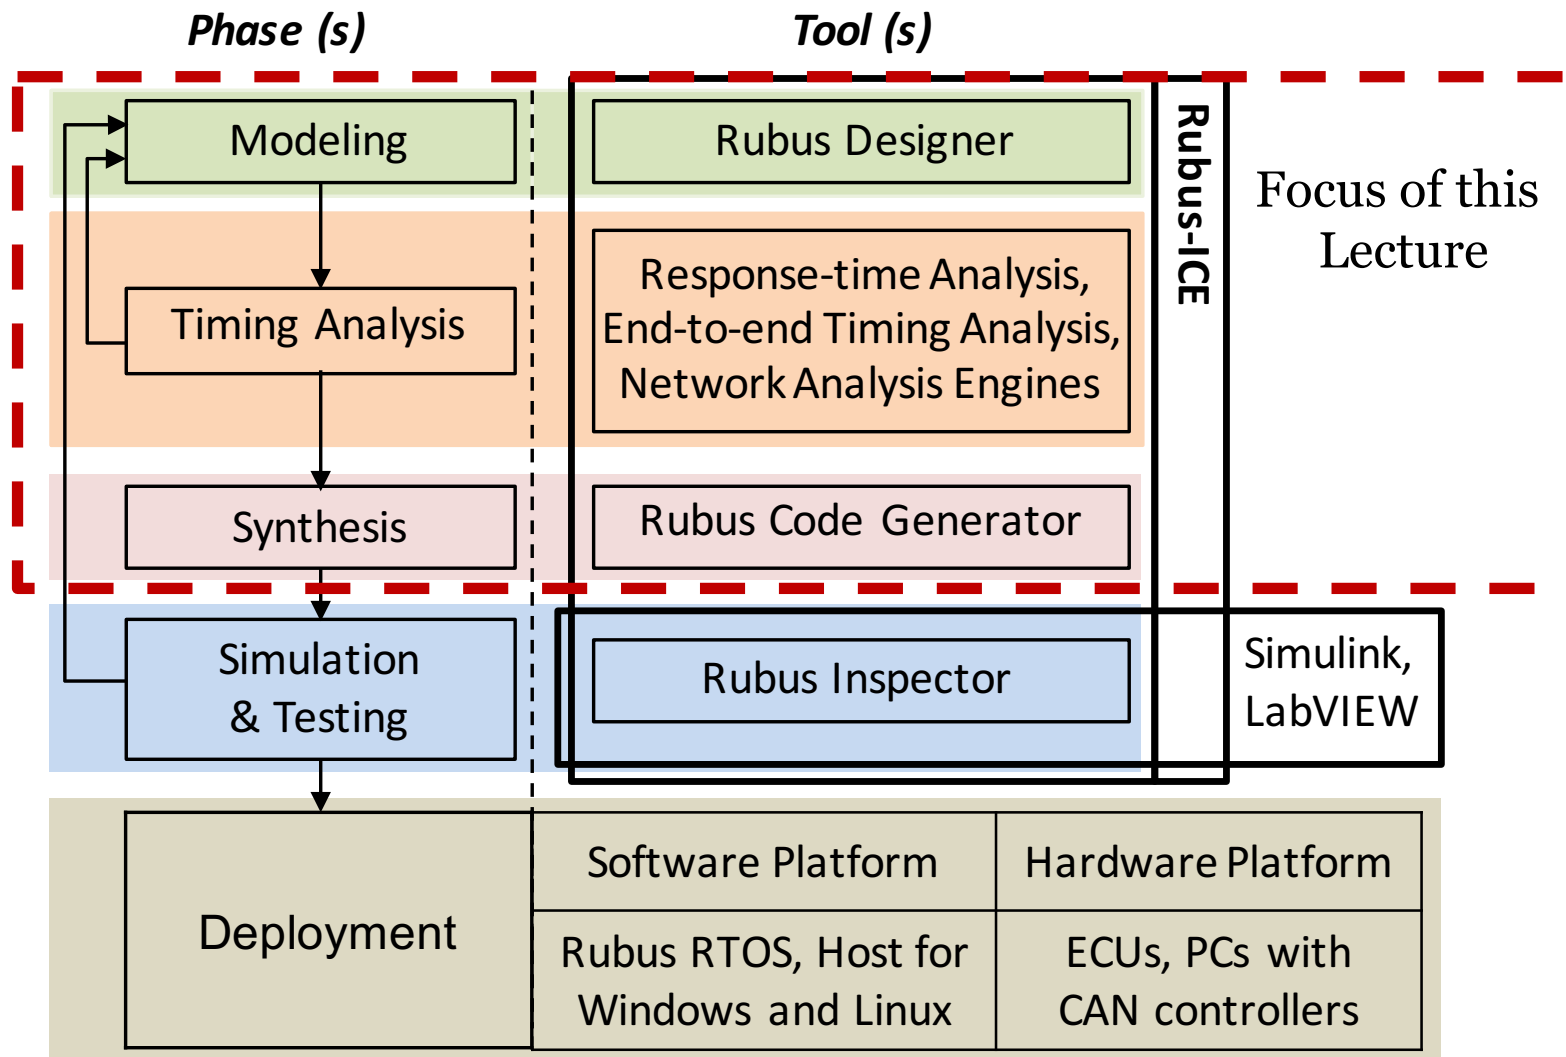 Phase (s)
Tool (s)
Modeling
Rubus Designer
Rubus-ICE
Focus of this
Lecture
Timing Analysis
Response-time Analysis,
End-to-end Timing Analysis,
Network Analysis Engines
Synthesis
Rubus Code Generator
Simulation
& Testing
Rubus Inspector
Simulink,
LabVIEW
Deployment
Software Platform
Hardware Platform
Rubus RTOS, Host for
Windows and Linux
ECUs, PCs with
CAN controllers